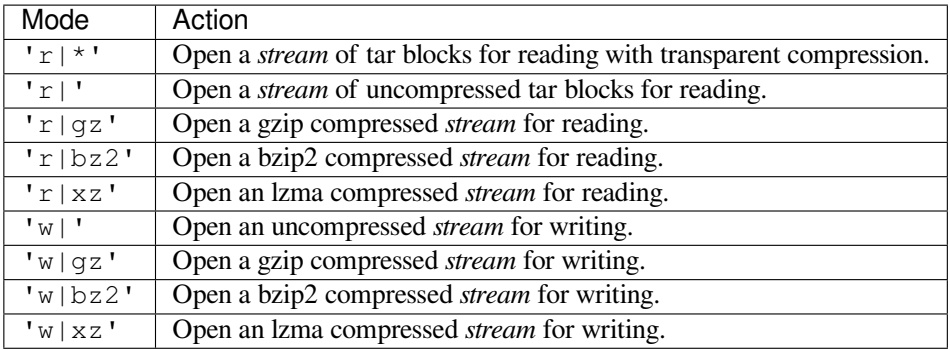 Mode Action
'r|*' Open a stream of tar blocks for reading with transparent compression.
'r|' Open a stream of uncompressed tar blocks for reading.
'r|gz' Open a gzip compressed stream for reading.
'r|bz2' Open a bzip2 compressed stream for reading.
'r|xz' Open an lzma compressed stream for reading.
'w|' Open an uncompressed stream for writing.
'w|gz' Open a gzip compressed stream for writing.
'w|bz2' Open a bzip2 compressed stream for writing.
'w|xz' Open an lzma compressed stream for writing.